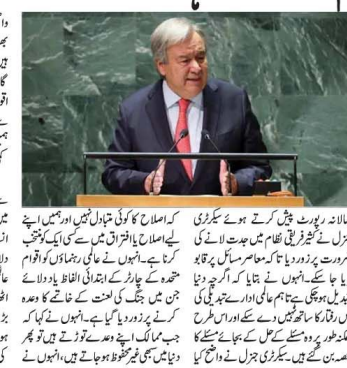 سالانہ رپورٹ پیش کرتے ہوئے سیکرٹری
جنرل نے کثیر فریقی نظام میں جدت لانے کی
ضرورت پر زور دیا تاکہ معاصر مسائل پر قابو
پایا جا سکے۔ انہوں نے بتایا کہ اگرچہ دنیا
تبدیل ہو چکی ہے تاہم عالمی ادارے تبدیلی کی
اس رفتار کا ساتھ نہیں دے سکے اور اس طرح
ممکنہ طور پر وہ مسئلے کے حل کے بجائے مسئلے کا
حصہ بن گئے ہیں۔ سیکرٹری جنرل نے واضح کیا
کہ اصلاح کا کوئی متبادل نہیں اور ہمیں اپنے
لیے اصلاح یا افتراق میں سے کسی ایک کو منتخب
کرنا ہے۔ انہوں نے عالمی رہنماؤں کو اقوام
متحدہ کے چارٹر کے ابتدائی الفاظ یاد دلائے
جن میں جنگ کی لعنت کے خاتمے کا وعدہ
کرنے پر زور دیا گیا ہے۔ انہوں نے کہا کہ
جب ممالک اپنے وعدے توڑتے ہیں تو پھر
دنیا میں سبھی غیر محفوظ ہو جاتے ہیں، انہوں نے